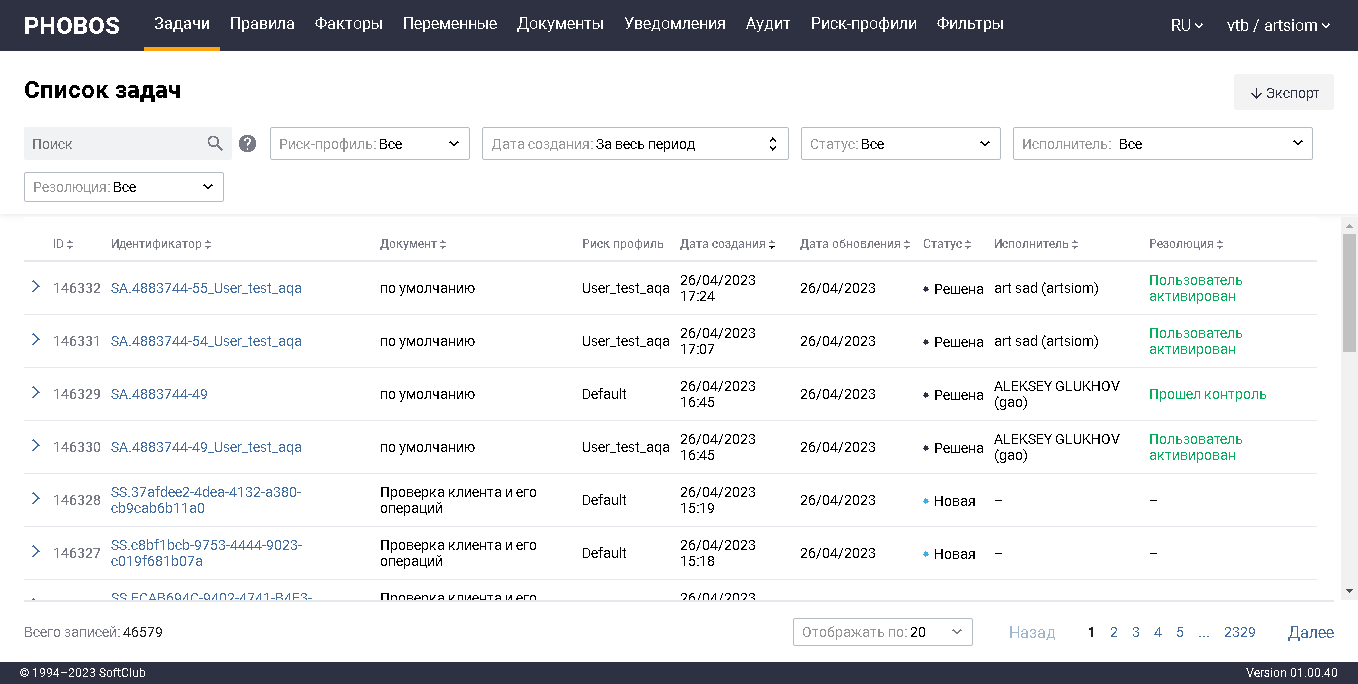 PHOBOS Задачи Правила Факторы Переменные Документы Уведомления Аудит Риск-профили Фильтры RU vtb / artsiom
Список задач
Экспорт
Поиск Риск-профиль: Все Дата создания: За весь период Статус: Все Исполнитель: Все
Резолюция: Все
ID Идентификатор Документ Риск профиль Дата создания Дата обновления Статус Исполнитель Резолюция
146332 SA.4883744-55_User_test_aqa по умолчанию User_test_aqa 26/04/2023 17:24 26/04/2023 Решена art sad (artsiom) Пользователь активирован
146331 SA.4883744-54_User_test_aqa по умолчанию User_test_aqa 26/04/2023 17:07 26/04/2023 Решена art sad (artsiom) Пользователь активирован
146329 SA.4883744-49 по умолчанию Default 26/04/2023 16:45 26/04/2023 Решена ALEKSEY GLUKHOV (gao) Прошел контроль
146330 SA.4883744-49_User_test_aqa по умолчанию User_test_aqa 26/04/2023 16:45 26/04/2023 Решена ALEKSEY GLUKHOV (gao) Пользователь активирован
146328 SS.37afdee2-4dea-4132-a380-cb9cab6b11a0 Проверка клиента и его операций Default 26/04/2023 15:19 26/04/2023 Новая – –
146327 SS.e8bf1bcb-9753-4444-9023-c019f681b07a Проверка клиента и его операций Default 26/04/2023 15:18 26/04/2023 Новая – –
SS.ECAB694C-9402-4741-B4E3- Проверка клиента и его 26/04/2023
Всего записей: 46579 Отображать по: 20 Назад 1 2 3 4 5 ... 2329 Далее
© 1994–2023 SoftClub Version 01.00.40